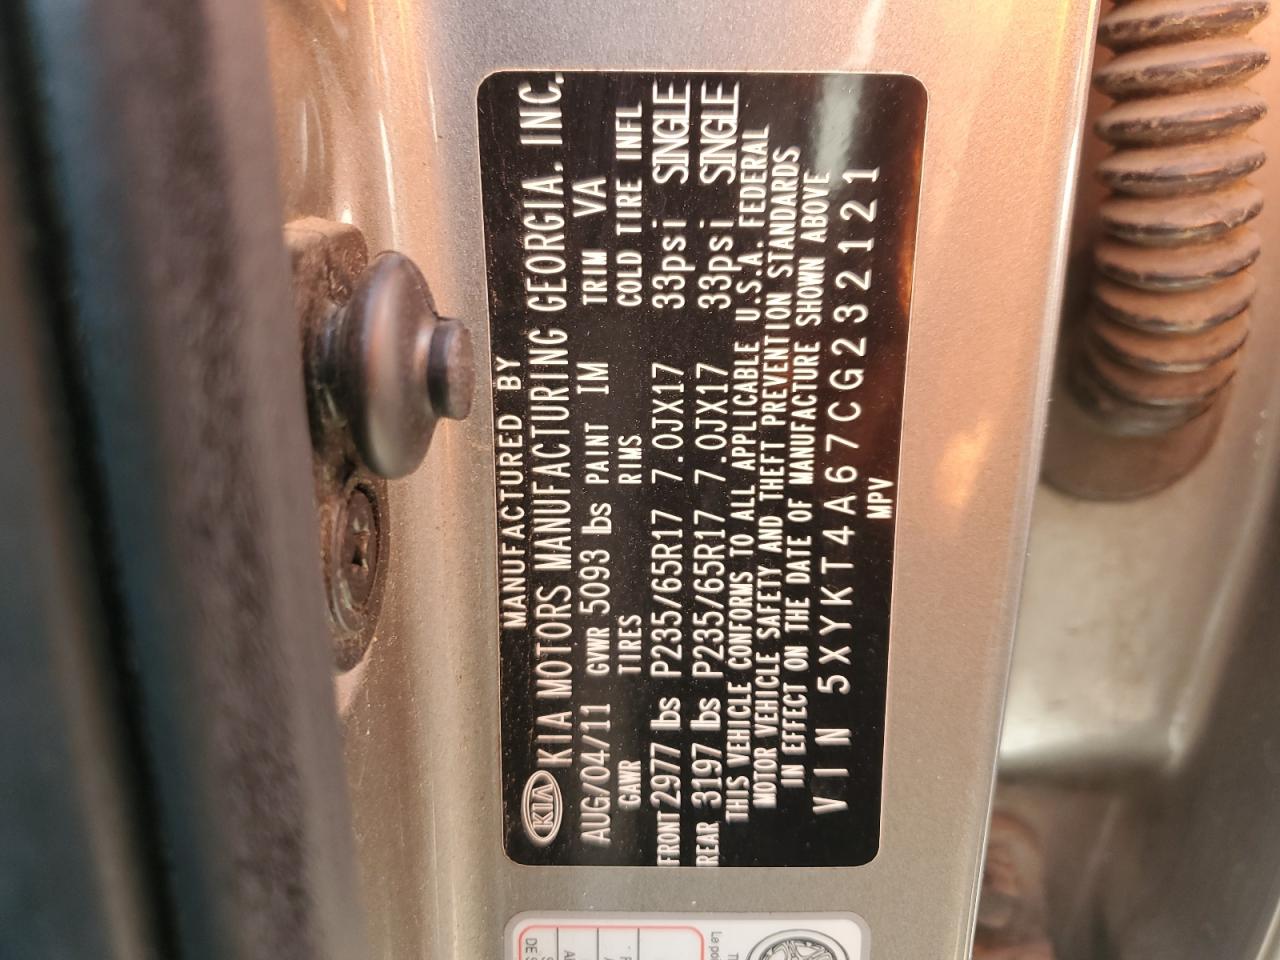 MANUFACTURED BY
KIA KIA MOTORS MANUFACTURING GEORGIA. INC.
AUG/04/11 GVWR 5093 lbs PAINT IM TRIM VA
GAWR TIRES RIMS COLD TIRE INFL
FRONT 2977 lbs P235/65R17 7.0JX17 33psi SINGLE
REAR 3197 lbs P235/65R17 7.0JX17 33psi SINGLE
THIS VEHICLE CONFORMS TO ALL APPLICABLE U.S.A. FEDERAL
MOTOR VEHICLE SAFETY AND THEFT PREVENTION STANDARDS
IN EFFECT ON THE DATE OF MANUFACTURE SHOWN ABOVE
VIN 5XYKT4A67CG232121
MPV